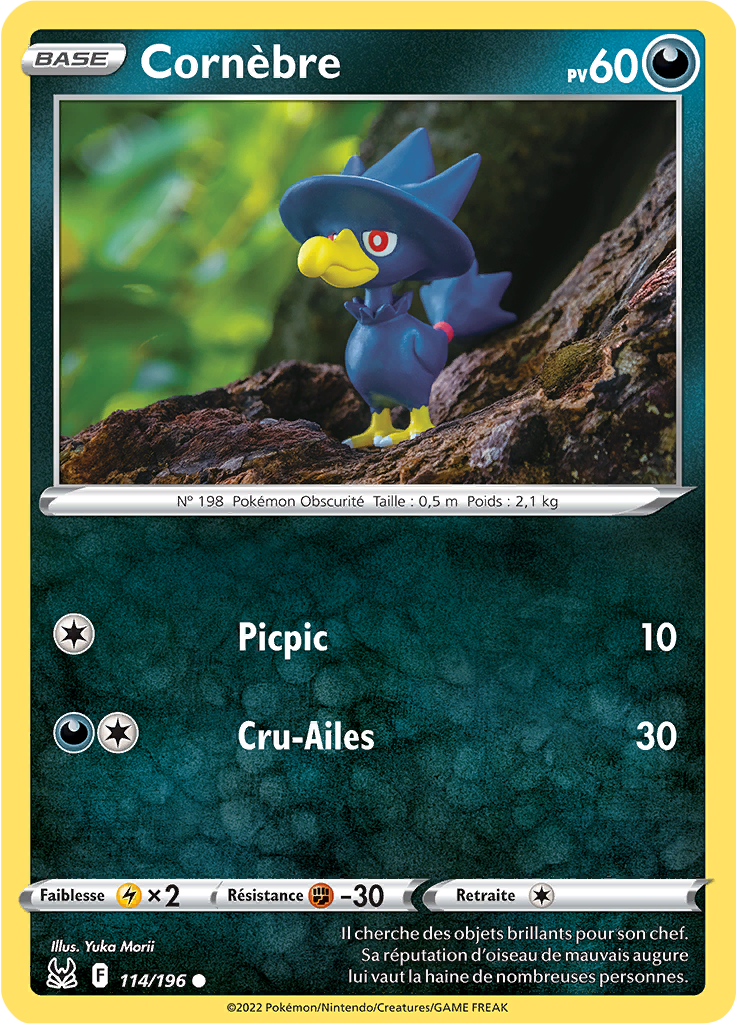 BASE Cornèbre PV60
N° 198 Pokémon Obscurité Taille : 0,5 m Poids : 2,1 kg
Picpic 10
Cru-Ailes 30
Faiblesse ×2 Résistance -30 Retraite
Illus. Yuka Morii
Il cherche des objets brillants pour son chef.
Sa réputation d'oiseau de mauvais augure
lui vaut la haine de nombreuses personnes.
F 114/196
©2022 Pokémon/Nintendo/Creatures/GAME FREAK